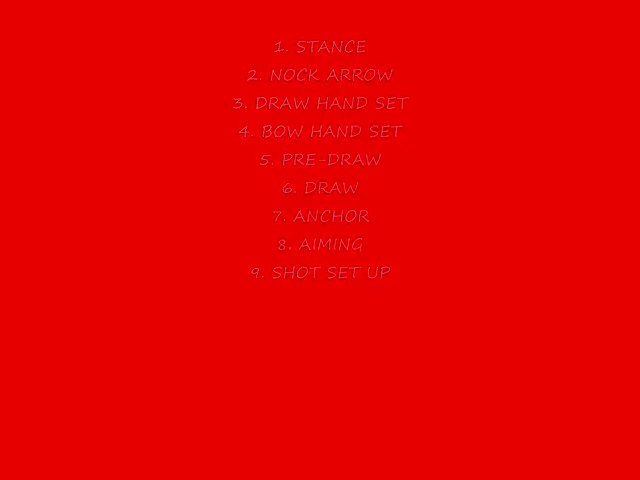 1. STANCE
2. NOCK ARROW
3. DRAW HAND SET
4. BOW HAND SET
5. PRE-DRAW
6. DRAW
7. ANCHOR
8. AIMING
9. SHOT SET UP